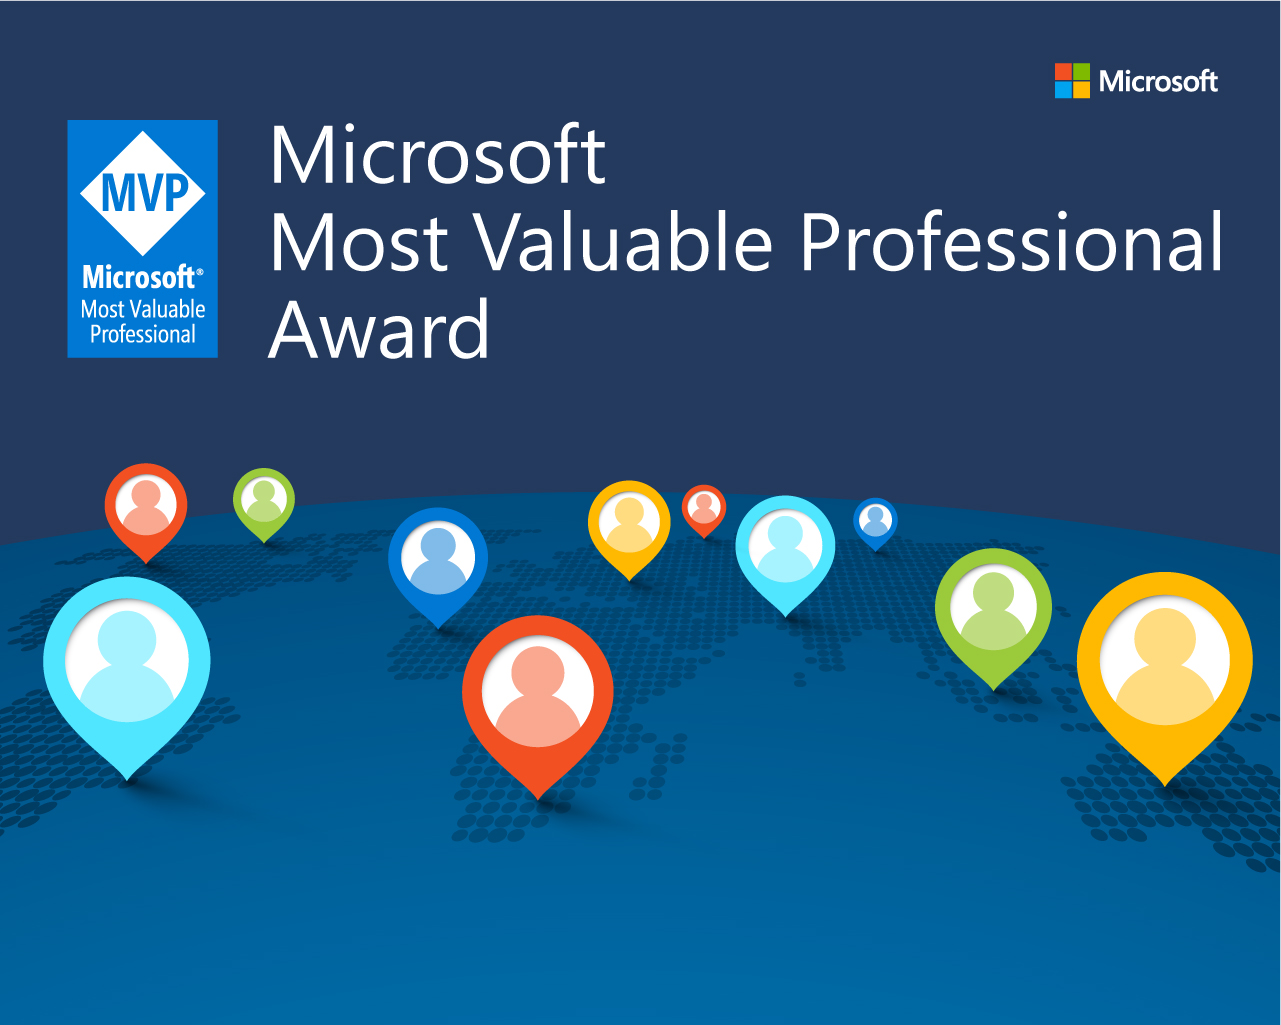 Microsoft
Microsoft
Most Valuable Professional
Award
MVP
Microsoft®
Most Valuable
Professional